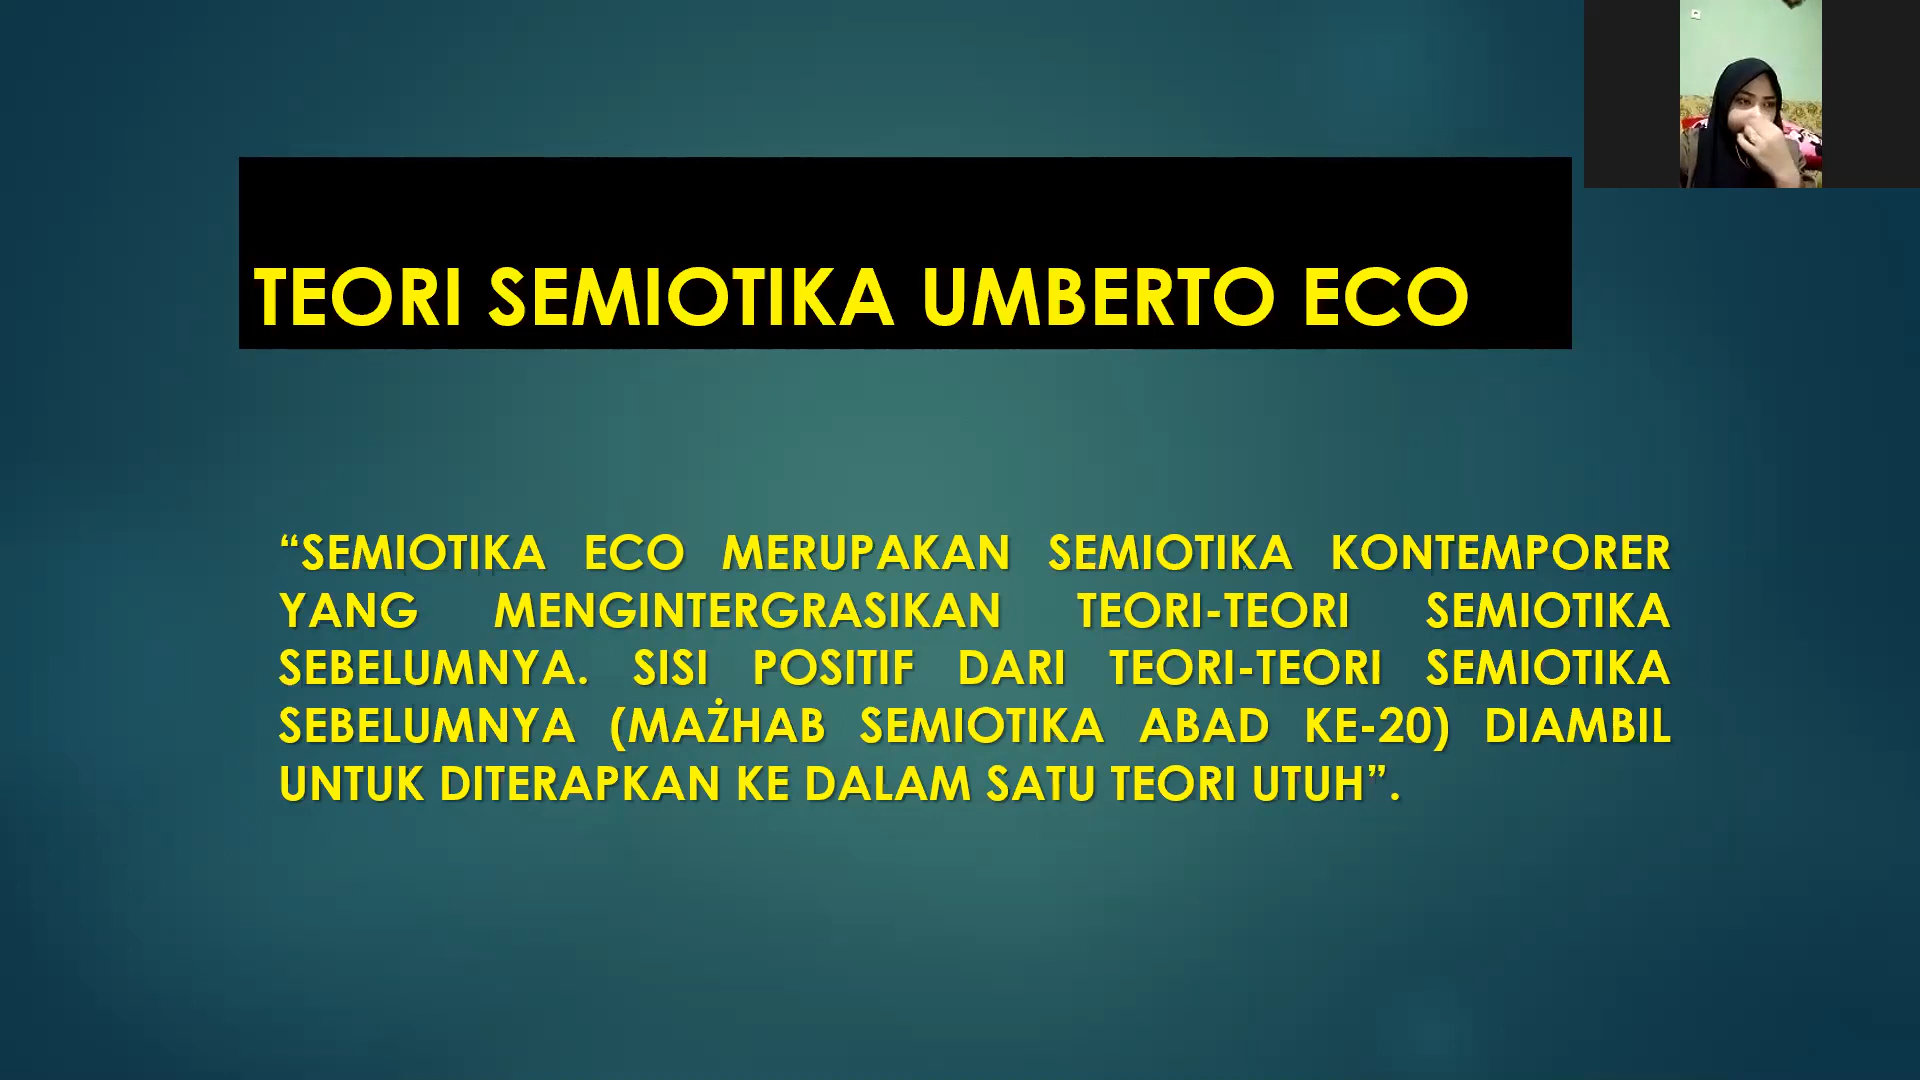 TEORI SEMIOTIKA UMBERTO ECO
“SEMIOTIKA ECO MERUPAKAN SEMIOTIKA KONTEMPORER
YANG MENGINTERGRASIKAN TEORI-TEORI SEMIOTIKA
SEBELUMNYA. SISI POSITIF DARI TEORI-TEORI SEMIOTIKA
SEBELUMNYA (MAŻHAB SEMIOTIKA ABAD KE-20) DIAMBIL
UNTUK DITERAPKAN KE DALAM SATU TEORI UTUH”.